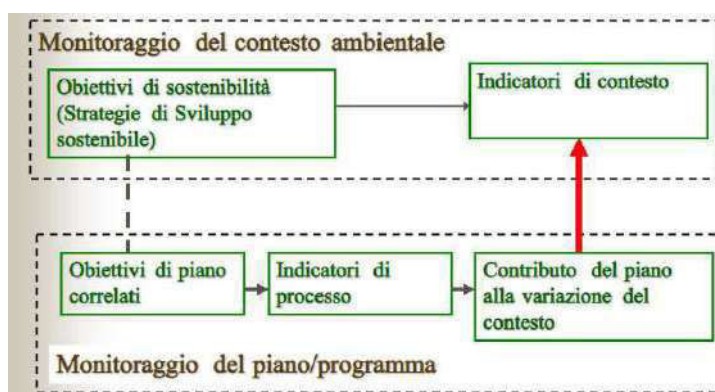 Monitoraggio del contesto ambientale
Obiettivi di sostenibilità
(Strategie di Sviluppo
sostenibile)
Indicatori di contesto
Obiettivi di piano
correlati
Indicatori di
processo
Contributo del piano
alla variazione del
contesto
Monitoraggio del piano/programma